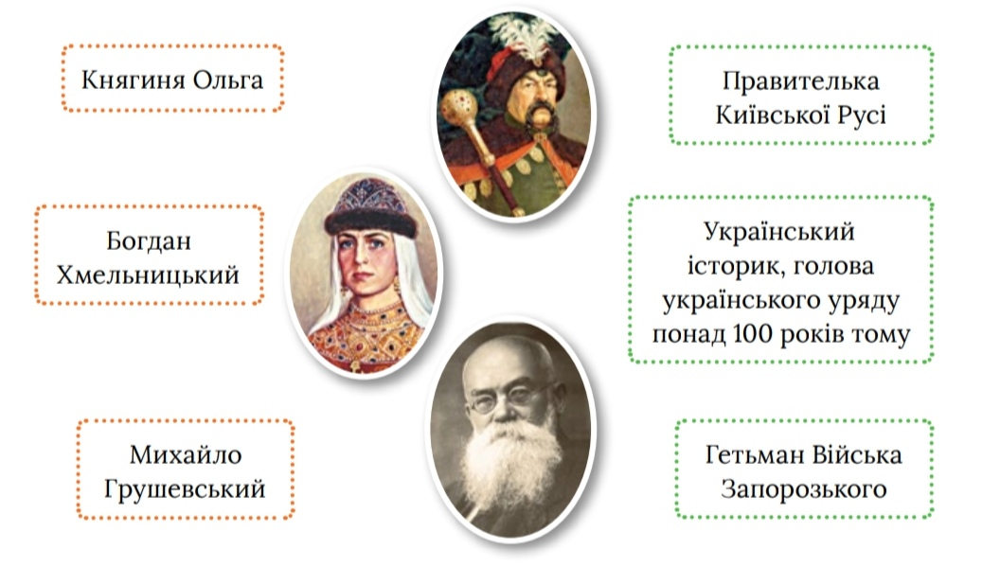 Княгиня Ольга
Богдан
Хмельницький
Михайло
Грушевський
Правителька
Київської Русі
Український
історик, голова
українського уряду
понад 100 років тому
Гетьман Війська
Запорозького